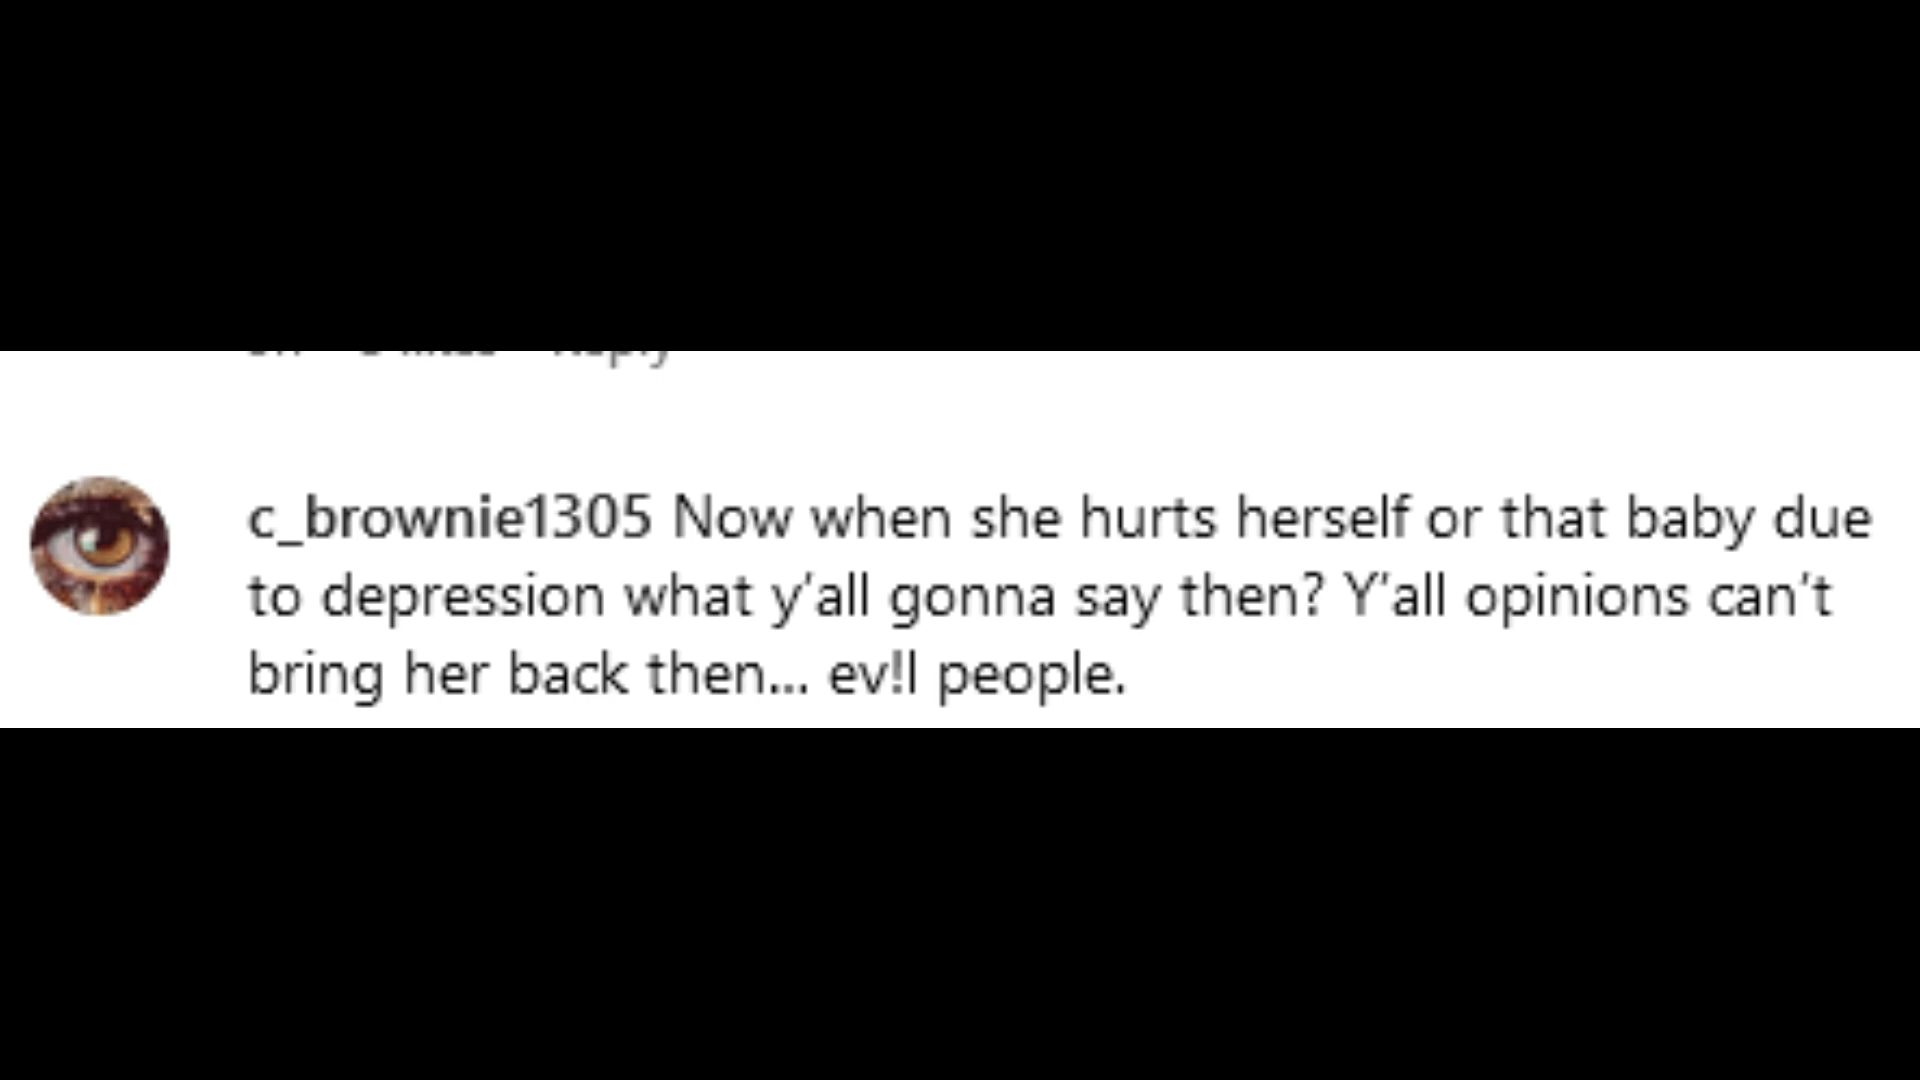 c_brownie1305 Now when she hurts herself or that baby due
to depression what y'all gonna say then? Y'all opinions can't
bring her back then... ev!l people.